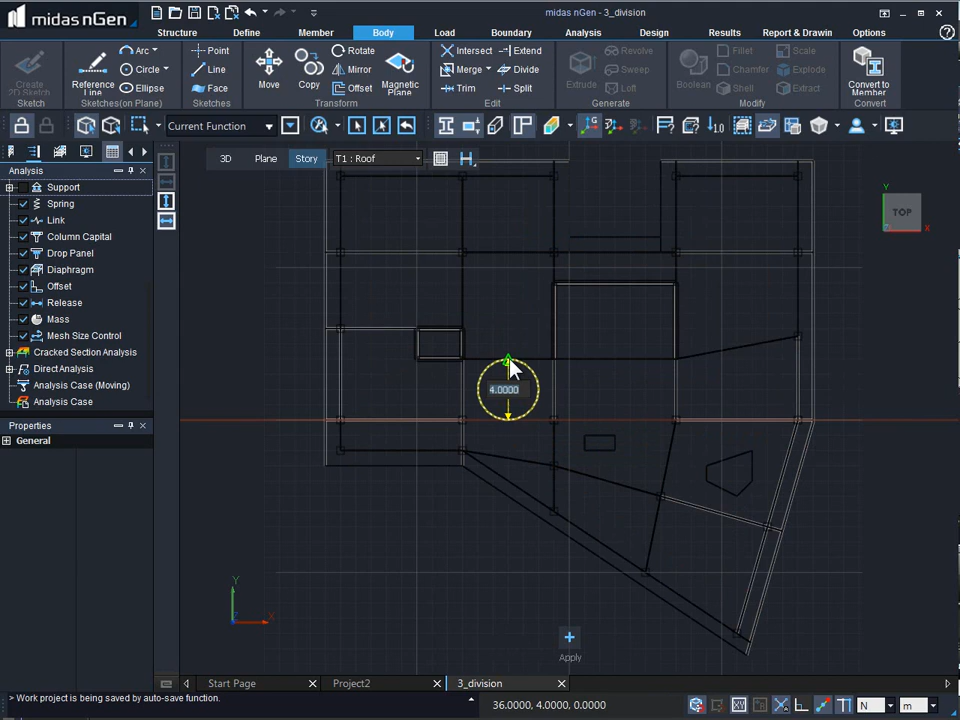 midas nGen
midas nGen - 3_division
Structure Define Member Body Load Boundary Analysis Design Results Report & Drawin Options
Create 2D Sketch
Sketch
Reference Line
Arc
Circle
Ellipse
Sketches(on Plane)
Point
Line
Face
Sketches
Move
Copy
Rotate
Mirror
Offset
Magnetic Plane
Transform
Intersect
Merge
Trim
Extend
Divide
Split
Edit
Extrude
Revolve
Sweep
Loft
Generate
Boolean
Fillet
Chamfer
Shell
Scale
Explode
Extract
Modify
Convert to Member
Convert
Current Function
1.0
3D Plane Story T1 : Roof
Analysis
Support
Spring
Link
Column Capital
Drop Panel
Diaphragm
Offset
Release
Mass
Mesh Size Control
Cracked Section Analysis
Direct Analysis
Analysis Case (Moving)
Analysis Case
Properties
General
Y
TOP
X
4.0000
Y
X
Apply
Start Page Project2 3_division
> Work project is being saved by auto-save function.
36.0000, 4.0000, 0.0000
N m